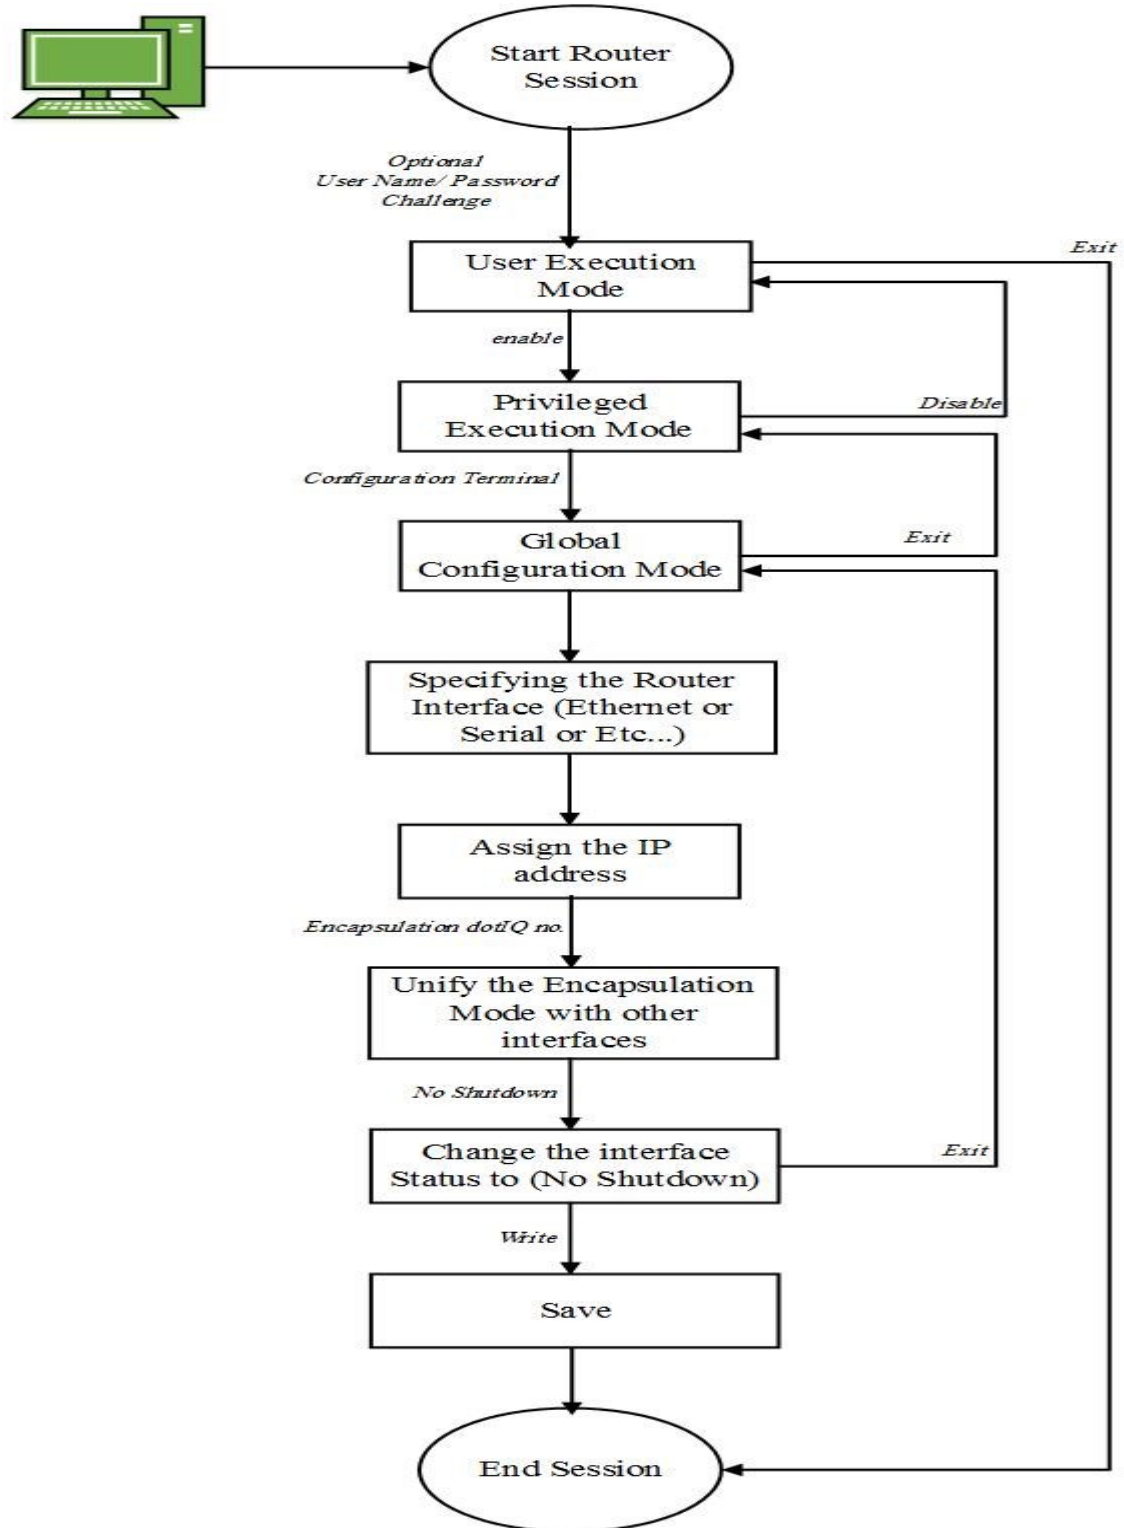 Start Router
Session
Optional
User Name/ Password
Challenge
User Execution
Mode
Exit
enable
Privileged
Execution Mode
Disable
Configuration Terminal
Global
Configuration Mode
Exit
Specifying the Router
Interface (Ethernet or
Serial or Etc...)
Assign the IP
address
Encapsulation dotIQ no.
Unify the Encapsulation
Mode with other
interfaces
No Shutdown
Change the interface
Status to (No Shutdown)
Exit
Write
Save
End Session